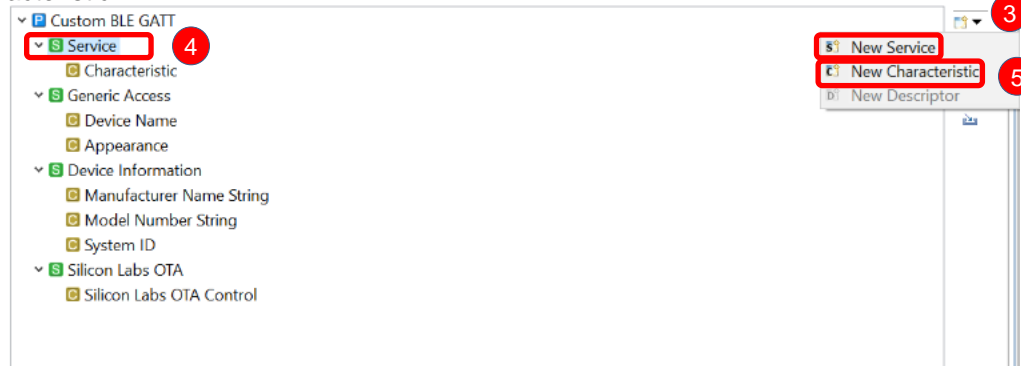 Custom BLE GATT
3
S Service
4
S New Service
C Characteristic
C New Characteristic
5
S Generic Access
D New Descriptor
C Device Name
C Appearance
S Device Information
C Manufacturer Name String
C Model Number String
C System ID
S Silicon Labs OTA
C Silicon Labs OTA Control